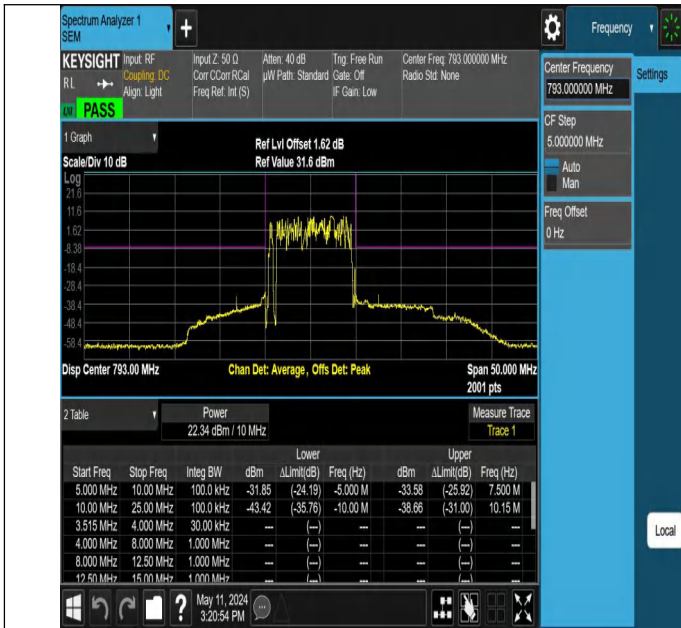 Spectrum Analyzer 1
SEM
Frequency
KEYSIGHT
RL
PASS
Input: RF
Coupling: DC
Align: Light
Input Z: 50 Ω
Corr CCorr RCal
Freq Ref: Int (S)
Atten: 40 dB
µW Path: Standard
Trig: Free Run
Gate: Off
IF Gain: Low
Center Freq: 793.000000 MHz
Radio Std: None
Center Frequency
793.000000 MHz
Settings
CF Step
5.000000 MHz
Auto
Man
Freq Offset
0 Hz
1 Graph
Scale/Div 10 dB
Ref Lvl Offset 1.62 dB
Ref Value 31.6 dBm
Log
21.6
11.6
1.62
-8.38
-18.4
-28.4
-38.4
-48.4
-58.4
Disp Center 793.00 MHz
Chan Det: Average, Offs Det: Peak
Span 50.000 MHz
2001 pts
2 Table
Power
22.34 dBm / 10 MHz
Measure Trace
Trace 1
Lower Upper
Start Freq Stop Freq Integ BW dBm ΔLimit(dB) Freq (Hz) dBm ΔLimit(dB) Freq (Hz)
5.000 MHz 10.00 MHz 100.0 kHz -31.85 (-24.19) -5.000 M -33.58 (-25.92) 7.500 M
10.00 MHz 25.00 MHz 100.0 kHz -43.42 (-35.76) -10.00 M -38.66 (-31.00) 10.15 M
3.515 MHz 4.000 MHz 30.00 kHz --- (---) --- --- (---) ---
4.000 MHz 8.000 MHz 1.000 MHz --- (---) --- --- (---) ---
8.000 MHz 12.50 MHz 1.000 MHz --- (---) --- --- (---) ---
12.50 MHz 15.00 MHz 1.000 MHz --- (---) --- --- (---) ---
Local
May 11, 2024
3:20:54 PM